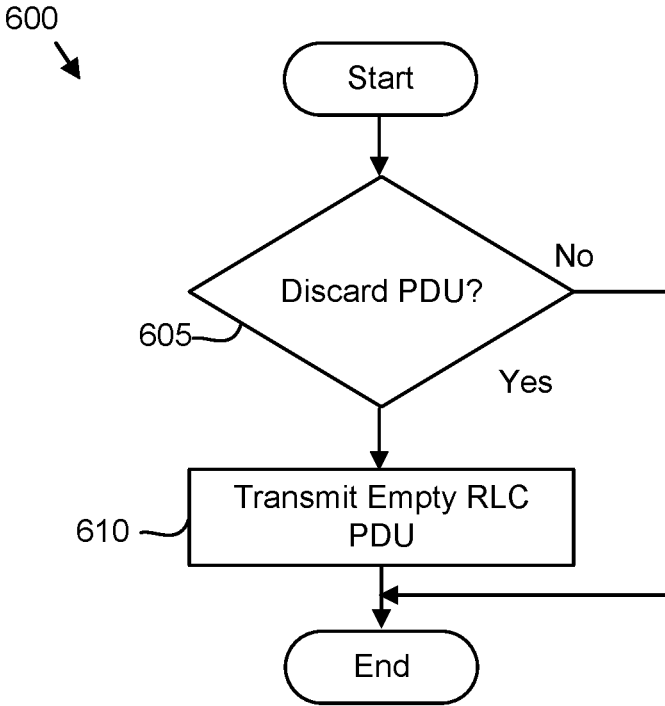 600
Start
Discard PDU?
No
605
Yes
Transmit Empty RLC
PDU
610
End